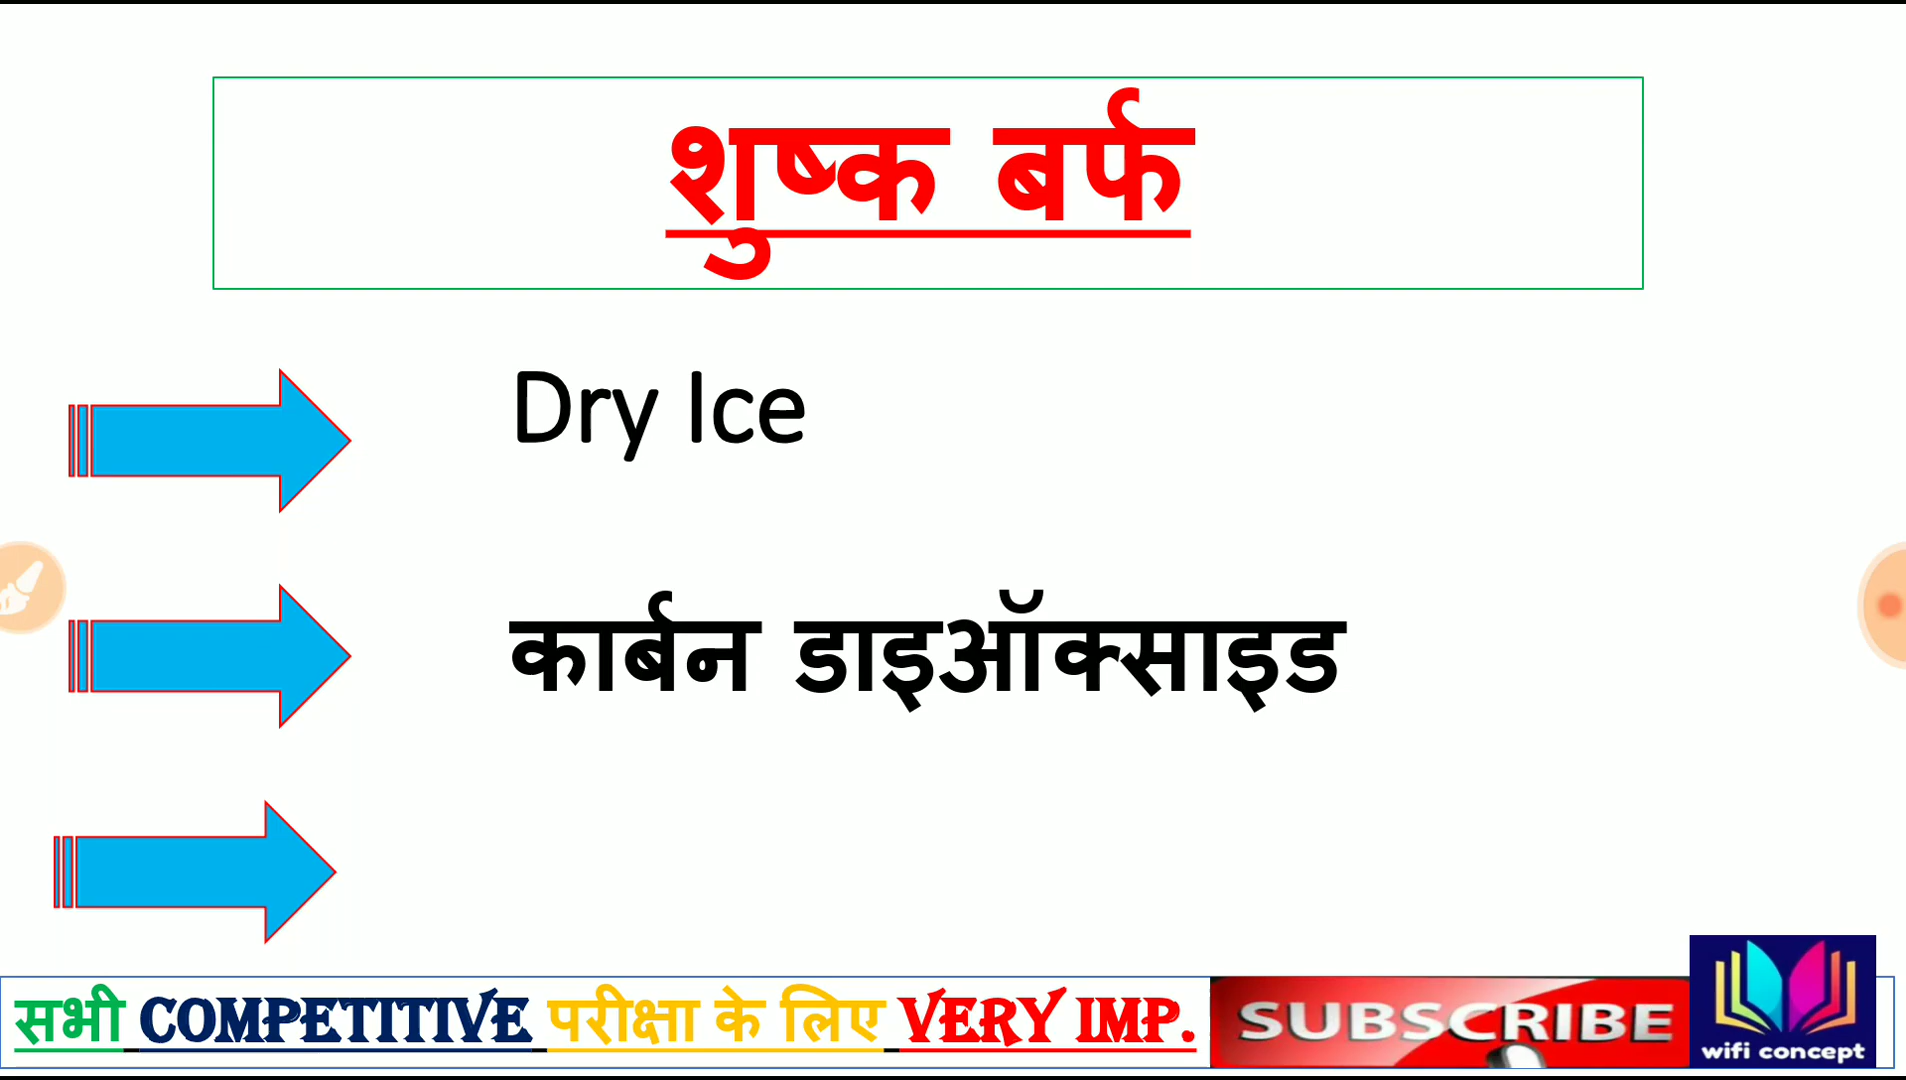 शुष्क बर्फ
Dry Ice
कार्बन डाइऑक्साइड
सभी COMPETITIVE परीक्षा के लिए VERY IMP.
SUBSCRIBE
wifi concept